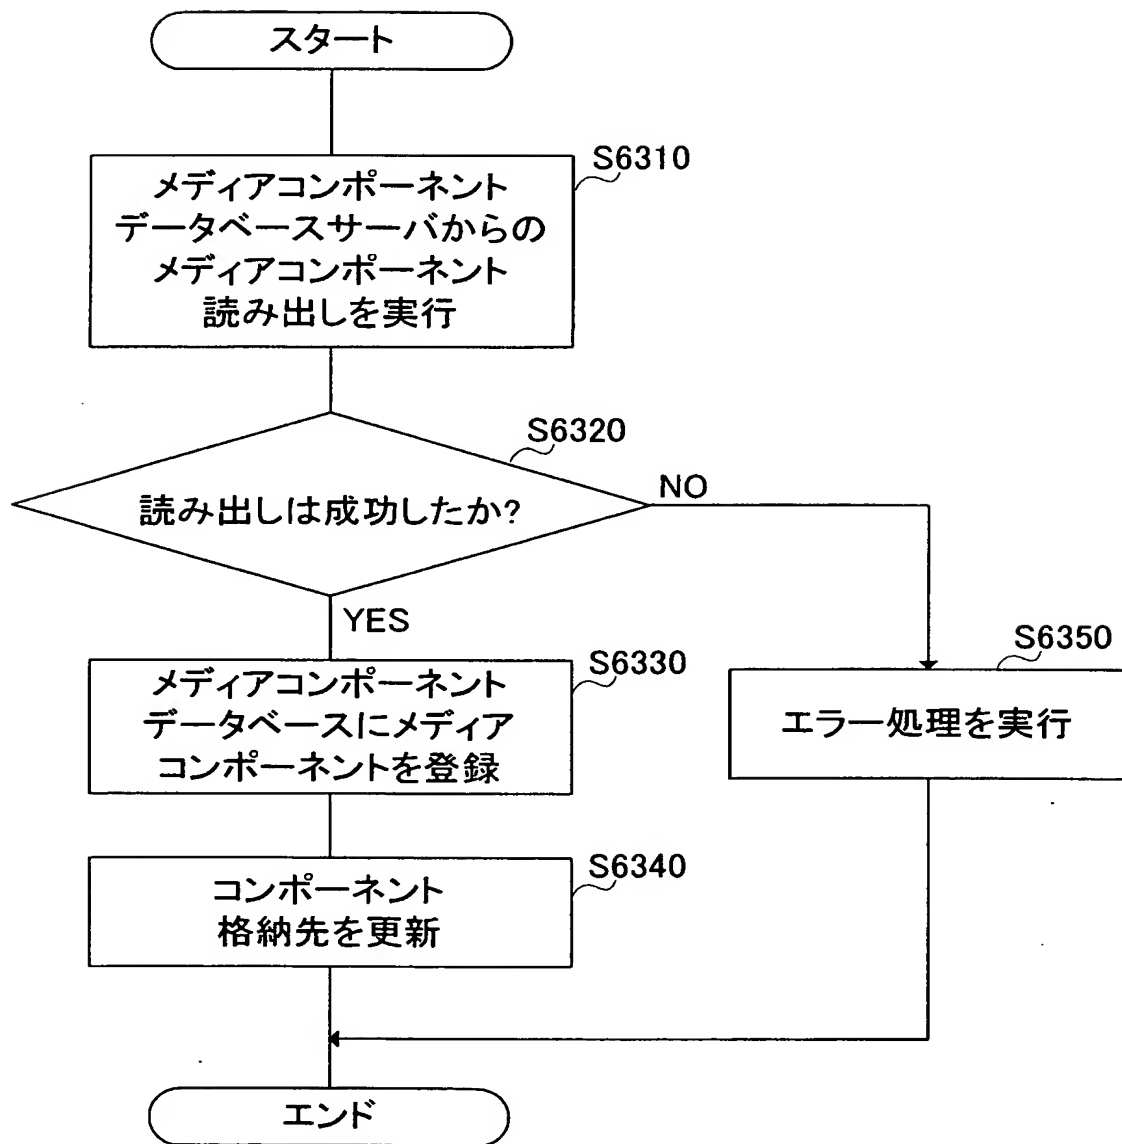 スタート
S6310
メディアコンポーネント
データベースサーバからの
メディアコンポーネント
読み出しを実行
S6320
読み出しは成功したか?
NO
YES
S6330
メディアコンポーネント
データベースにメディア
コンポーネントを登録
S6350
エラー処理を実行
S6340
コンポーネント
格納先を更新
エンド